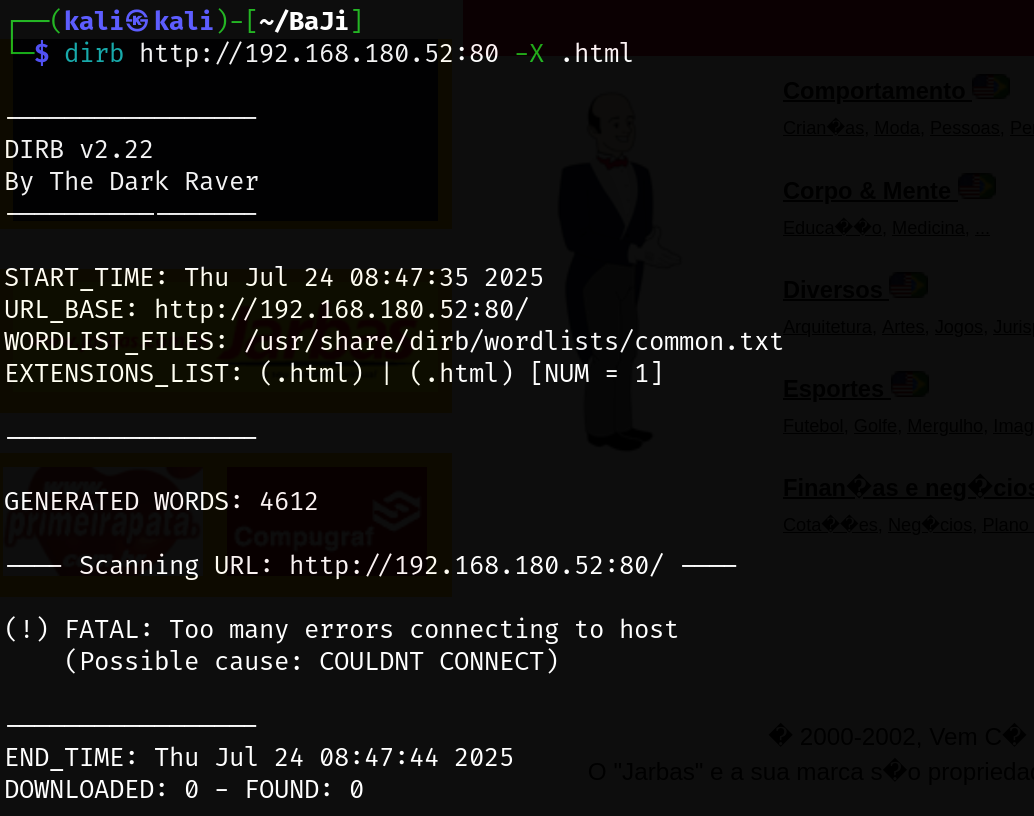 ┌──(kali㉿kali)-[~/BaJi]
└─$ dirb http://192.168.180.52:80 -X .html
-----------------
DIRB v2.22
By The Dark Raver
-----------------
START_TIME: Thu Jul 24 08:47:35 2025
URL_BASE: http://192.168.180.52:80/
WORDLIST_FILES: /usr/share/dirb/wordlists/common.txt
EXTENSIONS_LIST: (.html) | (.html) [NUM = 1]
-----------------
GENERATED WORDS: 4612
---- Scanning URL: http://192.168.180.52:80/ ----
(!) FATAL: Too many errors connecting to host
(Possible cause: COULDNT CONNECT)
-----------------
END_TIME: Thu Jul 24 08:47:44 2025
DOWNLOADED: 0 - FOUND: 0
Comportamento
Crian�as, Moda, Pessoas, Pe
Corpo & Mente
Educa��o, Medicina, ...
Diversos
Arquitetura, Artes, Jogos, Juris
Esportes
Futebol, Golfe, Mergulho, Imag
Finan�as e neg�cios
Cota��es, Neg�cios, Plano
Jarbas
www.
primeirapata.
com.br
Compugraf
� 2000-2002, Vem C�
O "Jarbas" e a sua marca s�o proprieda